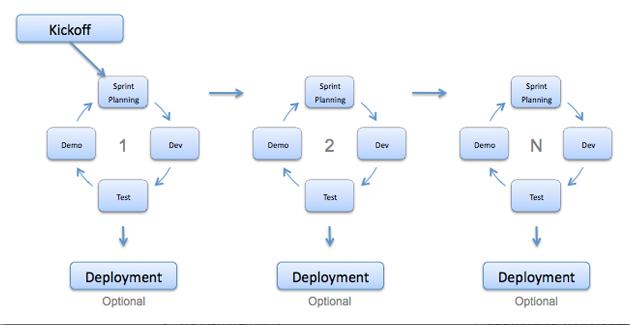 Kickoff
Sprint
Planning
Demo
1
Dev
Test
Deployment
Optional
Sprint
Planning
Demo
2
Dev
Test
Deployment
Optional
Sprint
Planning
Demo
N
Dev
Test
Deployment
Optional